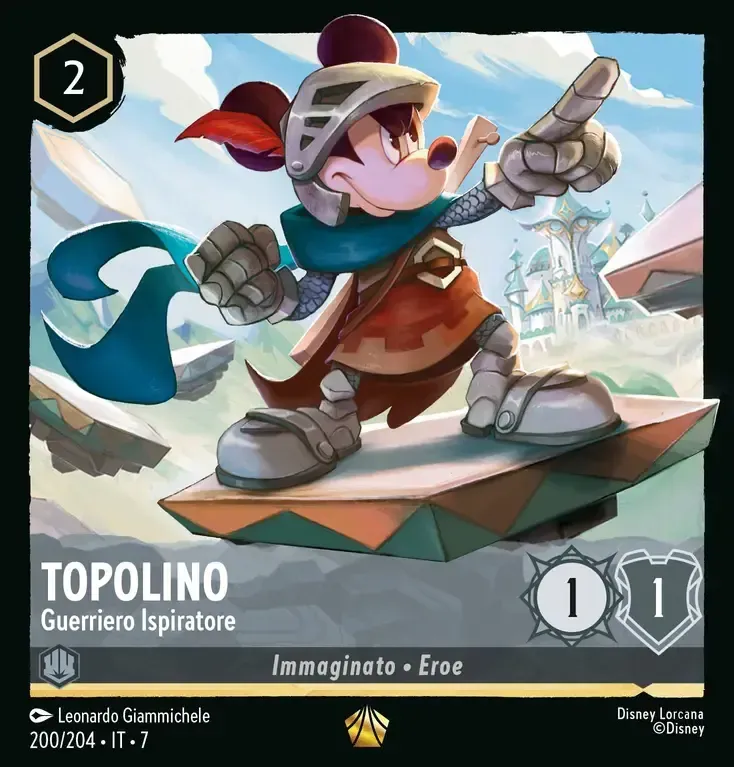 2
TOPOLINO
Guerriero Ispiratore
1
1
Immaginato • Eroe
Leonardo Giammichele
Disney Lorcana
200/204 • IT • 7
©Disney